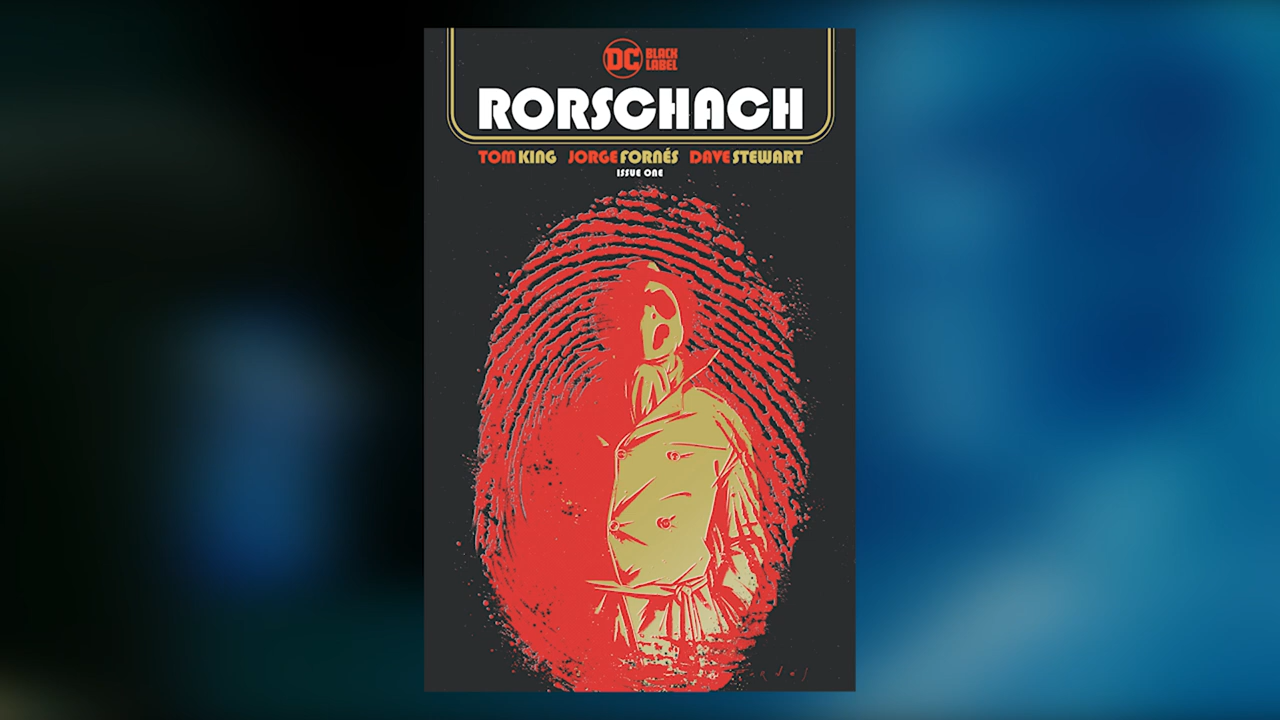 DC BLACK LABEL
RORSCHACH
TOM KING JORGE FORNÉS DAVE STEWART
ISSUE ONE